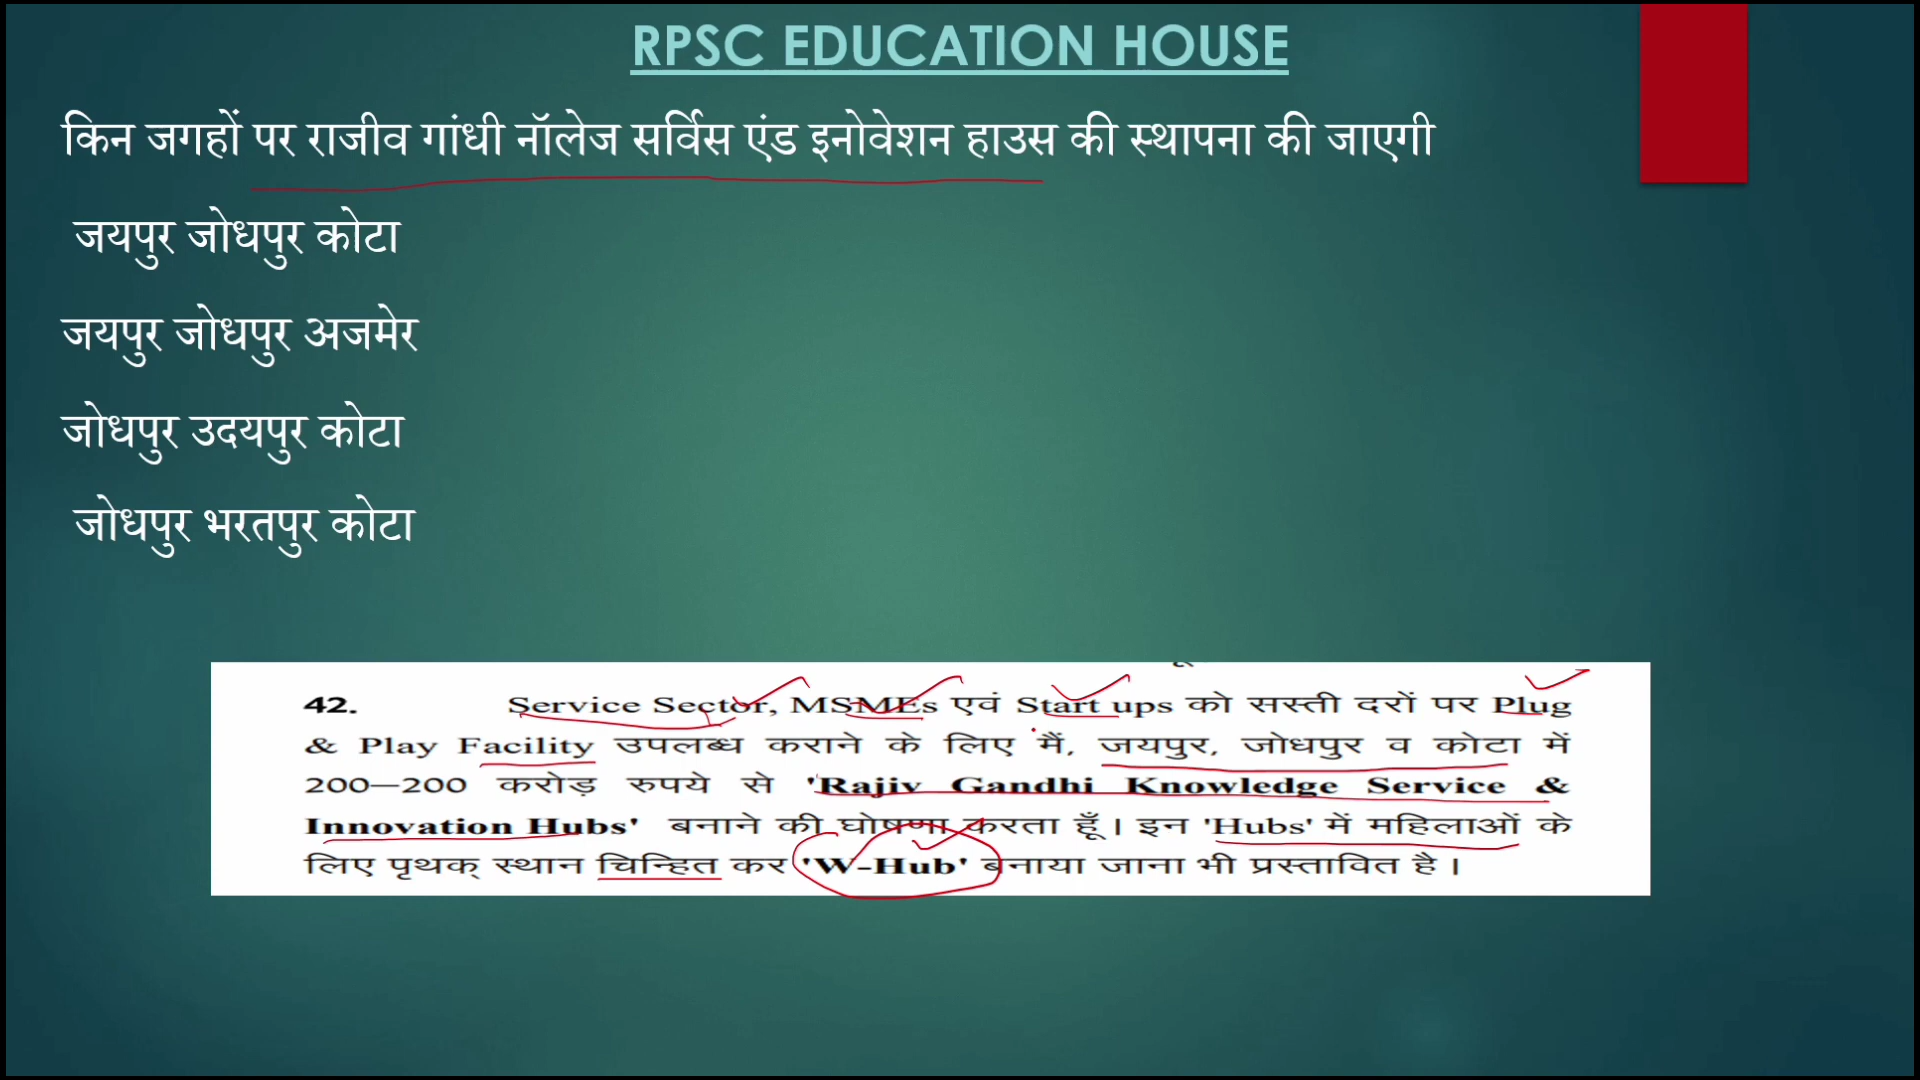 RPSC EDUCATION HOUSE
किन जगहों पर राजीव गांधी नॉलेज सर्विस एंड इनोवेशन हाउस की स्थापना की जाएगी
जयपुर जोधपुर कोटा
जयपुर जोधपुर अजमेर
जोधपुर उदयपुर कोटा
जोधपुर भरतपुर कोटा
42. Service Sector, MSMEs एवं Start ups को सस्ती दरों पर Plug
& Play Facility उपलब्ध कराने के लिए मैं, जयपुर, जोधपुर व कोटा में
200–200 करोड़ रुपये से 'Rajiv Gandhi Knowledge Service &
Innovation Hubs' बनाने की घोषणा करता हूँ। इन 'Hubs' में महिलाओं के
लिए पृथक् स्थान चिन्हित कर 'W-Hub' बनाया जाना भी प्रस्तावित है।